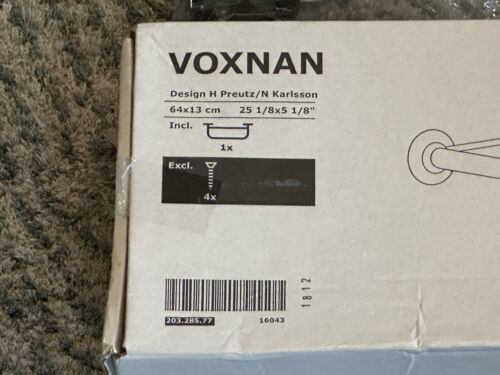 VOXNAN
Design H Preutz/N Karlsson
64x13 cm 25 1/8x5 1/8"
Incl.
1x
Excl.
4x
1812
203.285.77 16043